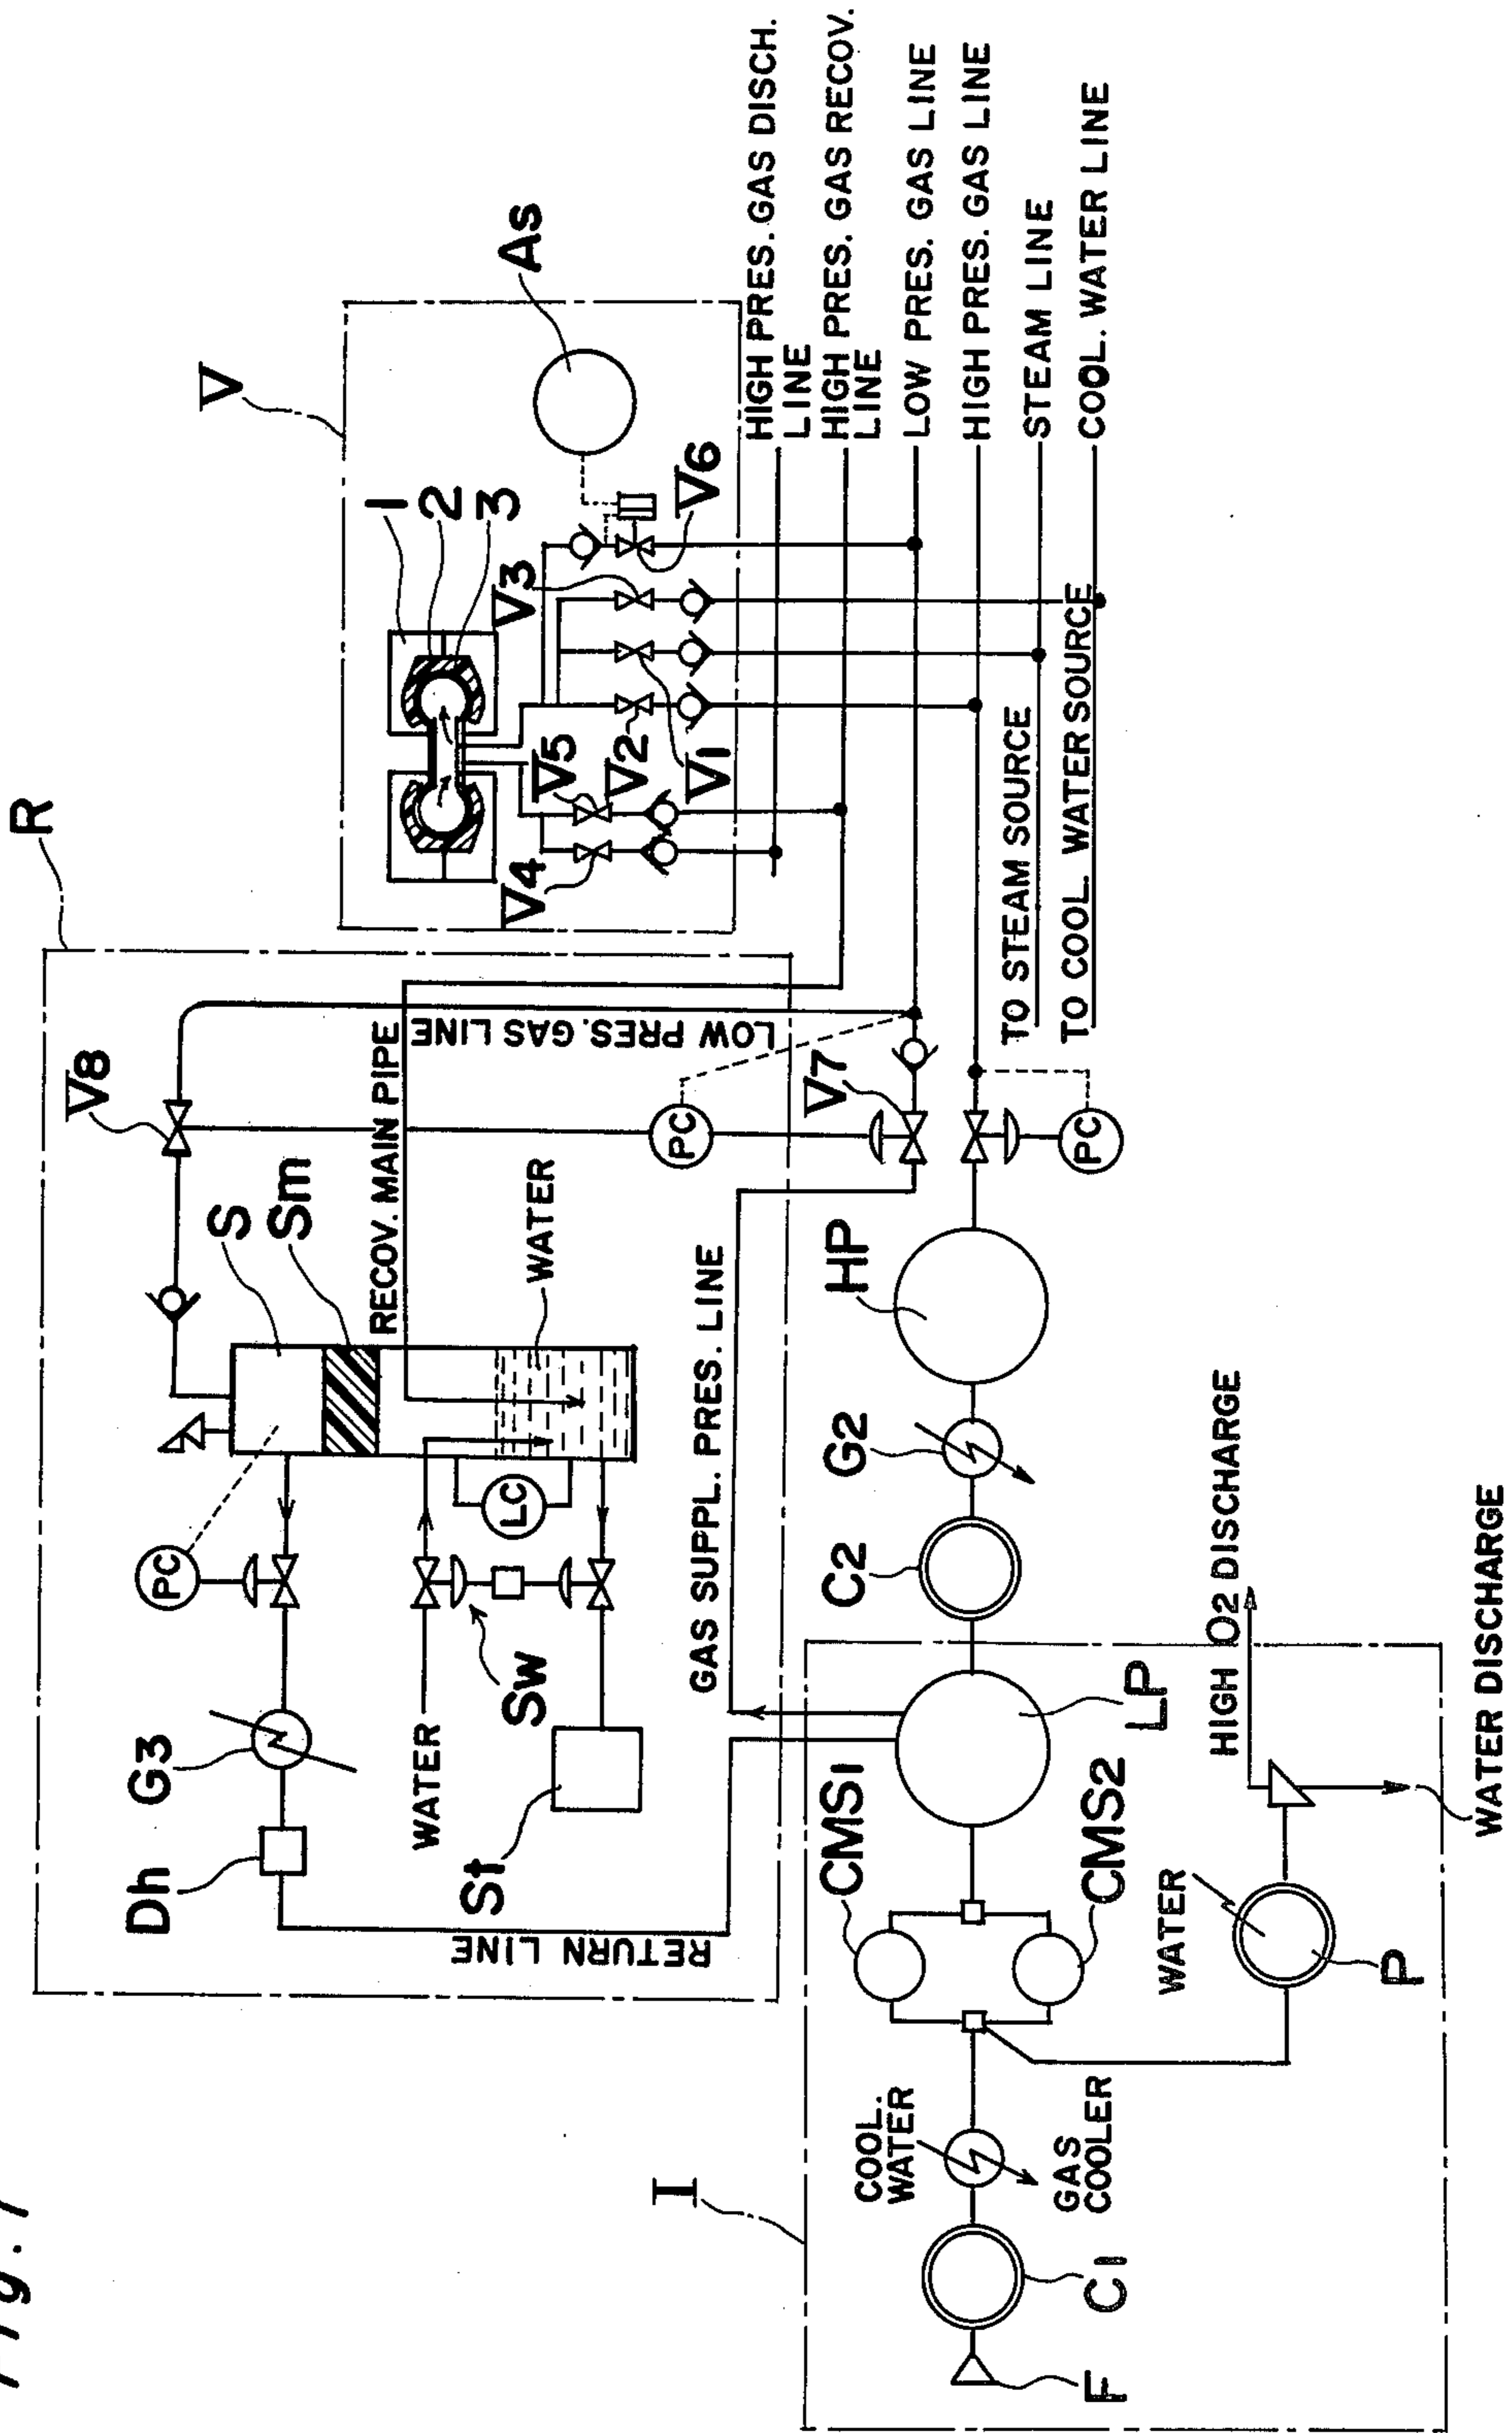 Fig. 1
R
V
V8
S
Sm
PC
G3
Dh
WATER
LC
Sw
St
WATER
RECOV. MAIN PIPE
LOW PRES. GAS LINE
RETURN LINE
PC
1
2
3
As
V5
V4
V2
V1
V3
V6
HIGH PRES. GAS DISCH.
LINE
HIGH PRES. GAS RECOV.
LINE
LOW PRES. GAS LINE
HIGH PRES. GAS LINE
STEAM LINE
COOL. WATER LINE
TO STEAM SOURCE
TO COOL. WATER SOURCE
GAS SUPPL. PRES. LINE
V7
PC
HP
G2
C2
I
LP
CMS1
CMS2
COOL.
WATER
GAS
COOLER
C1
F
WATER
P
HIGH O2 DISCHARGE
WATER DISCHARGE